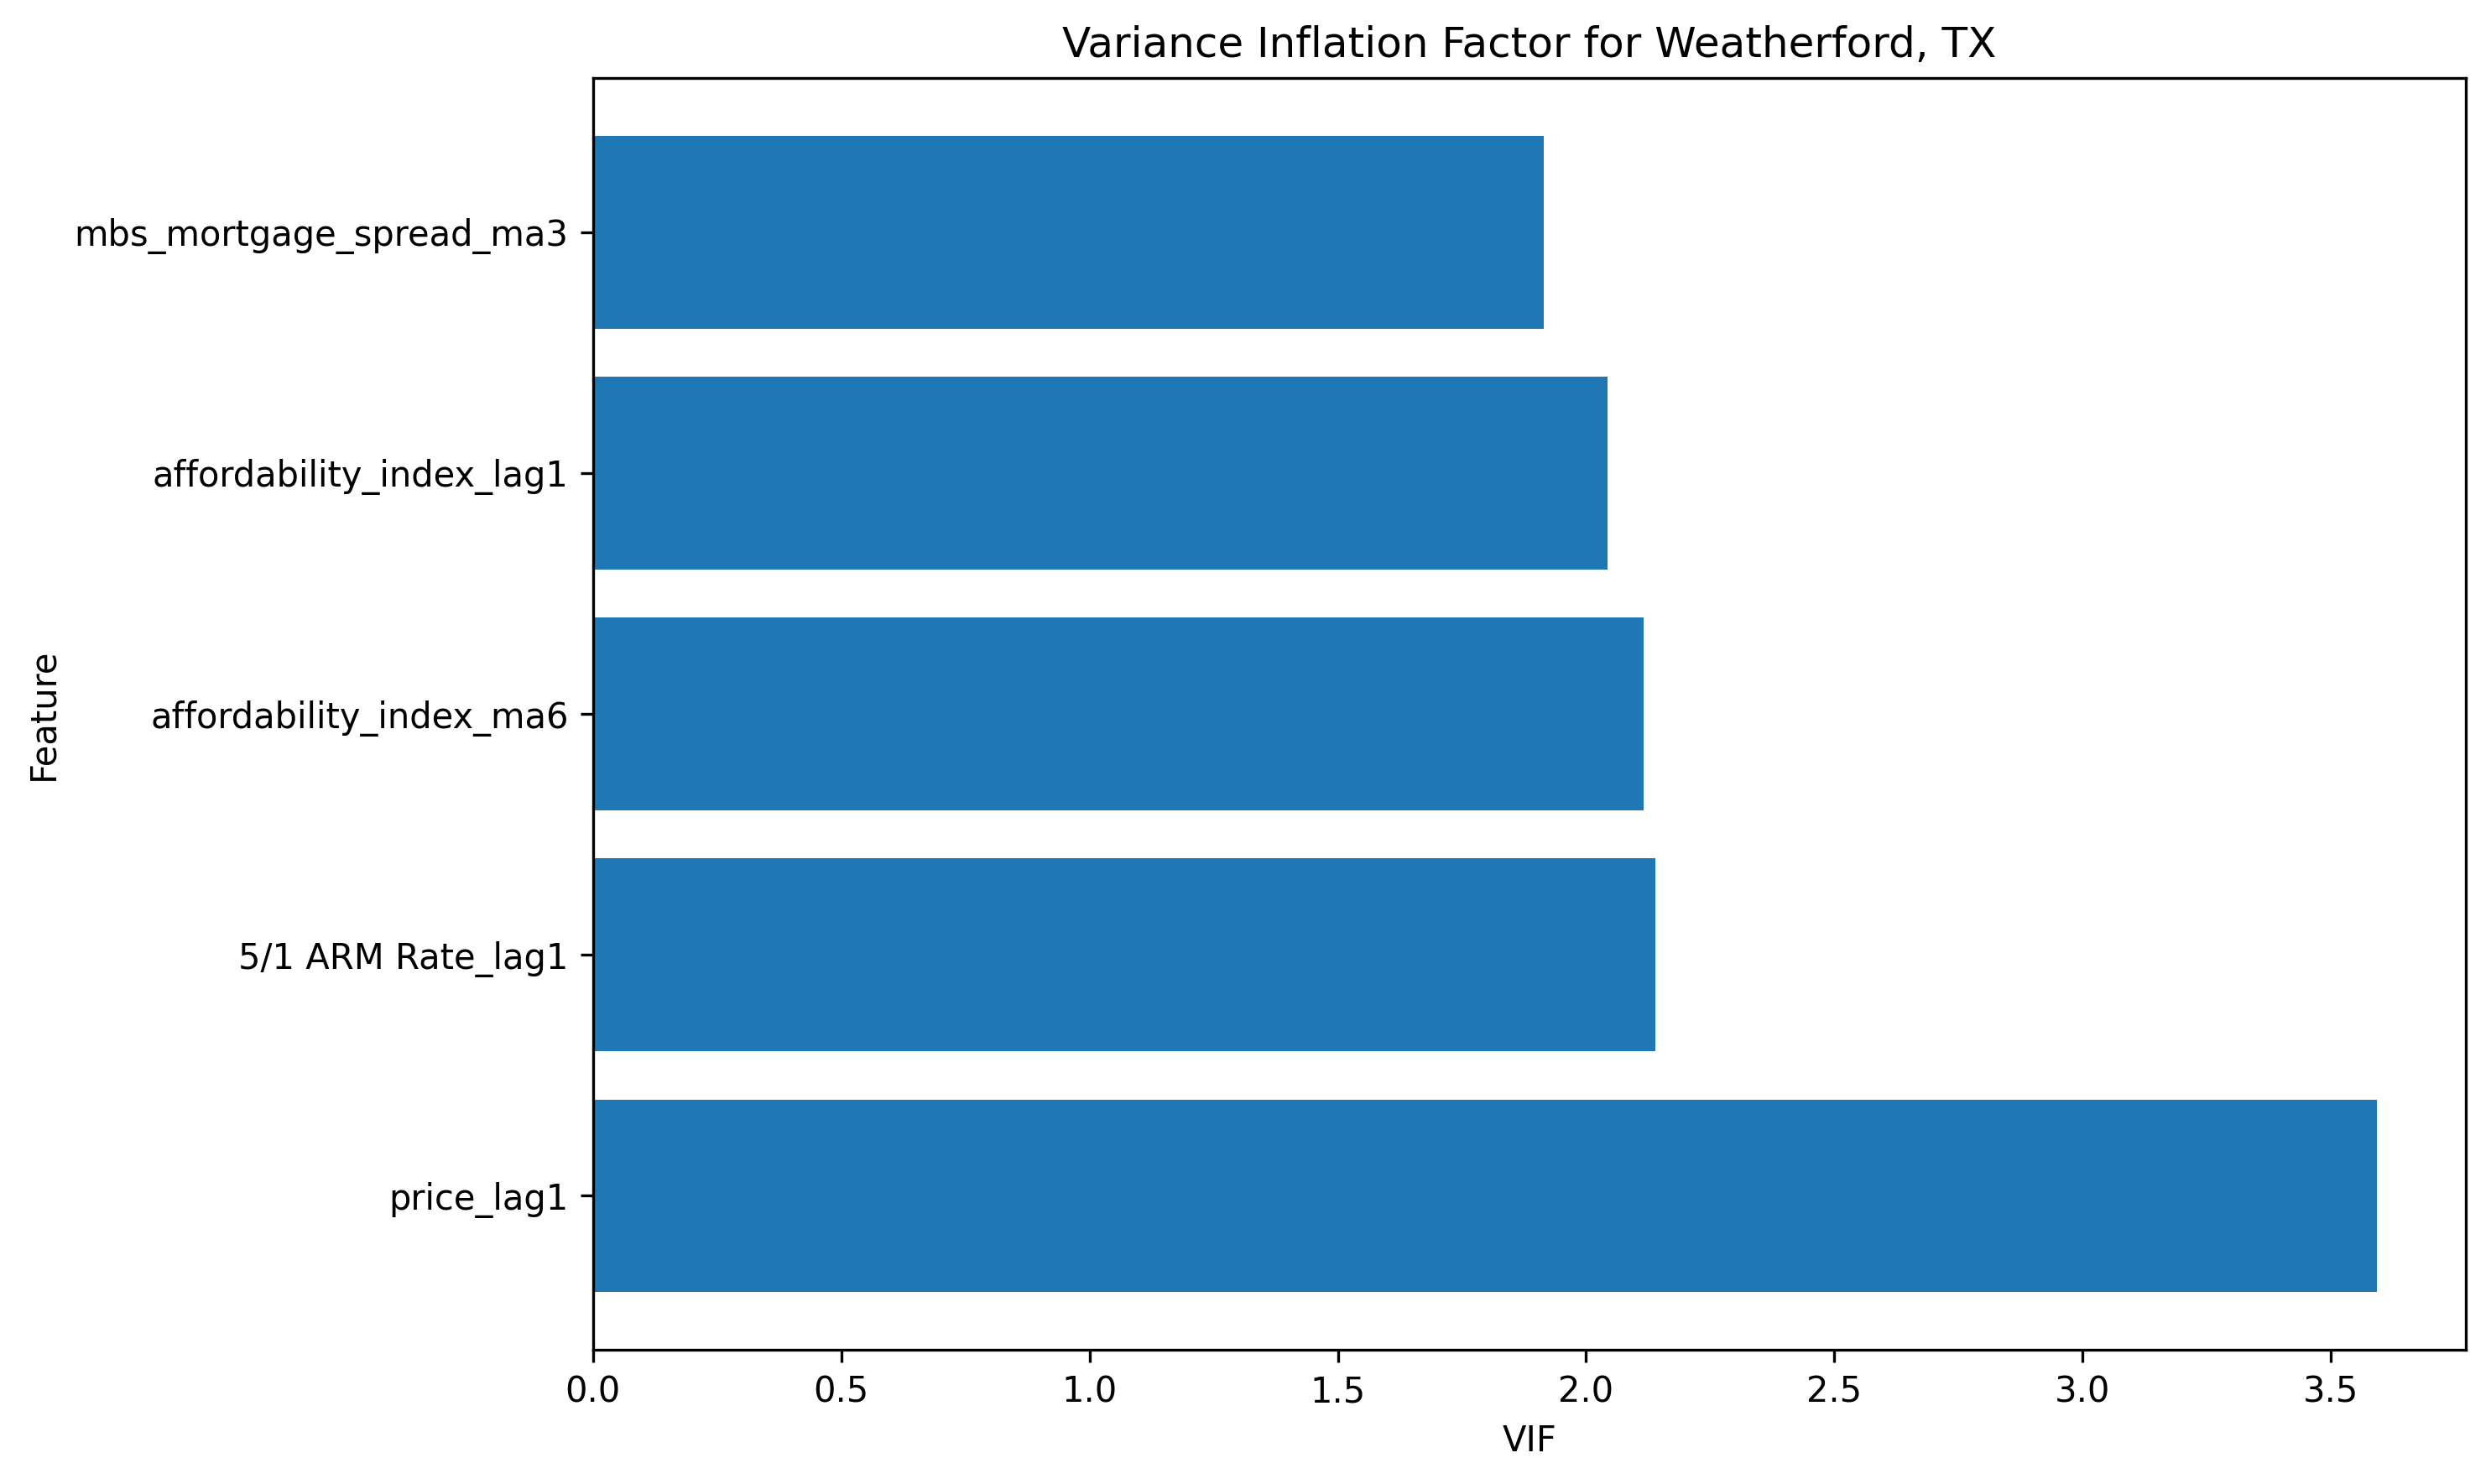 Variance Inflation Factor for Weatherford, TX
Feature
mbs_mortgage_spread_ma3
affordability_index_lag1
affordability_index_ma6
5/1 ARM Rate_lag1
price_lag1
0.0 0.5 1.0 1.5 2.0 2.5 3.0 3.5
VIF